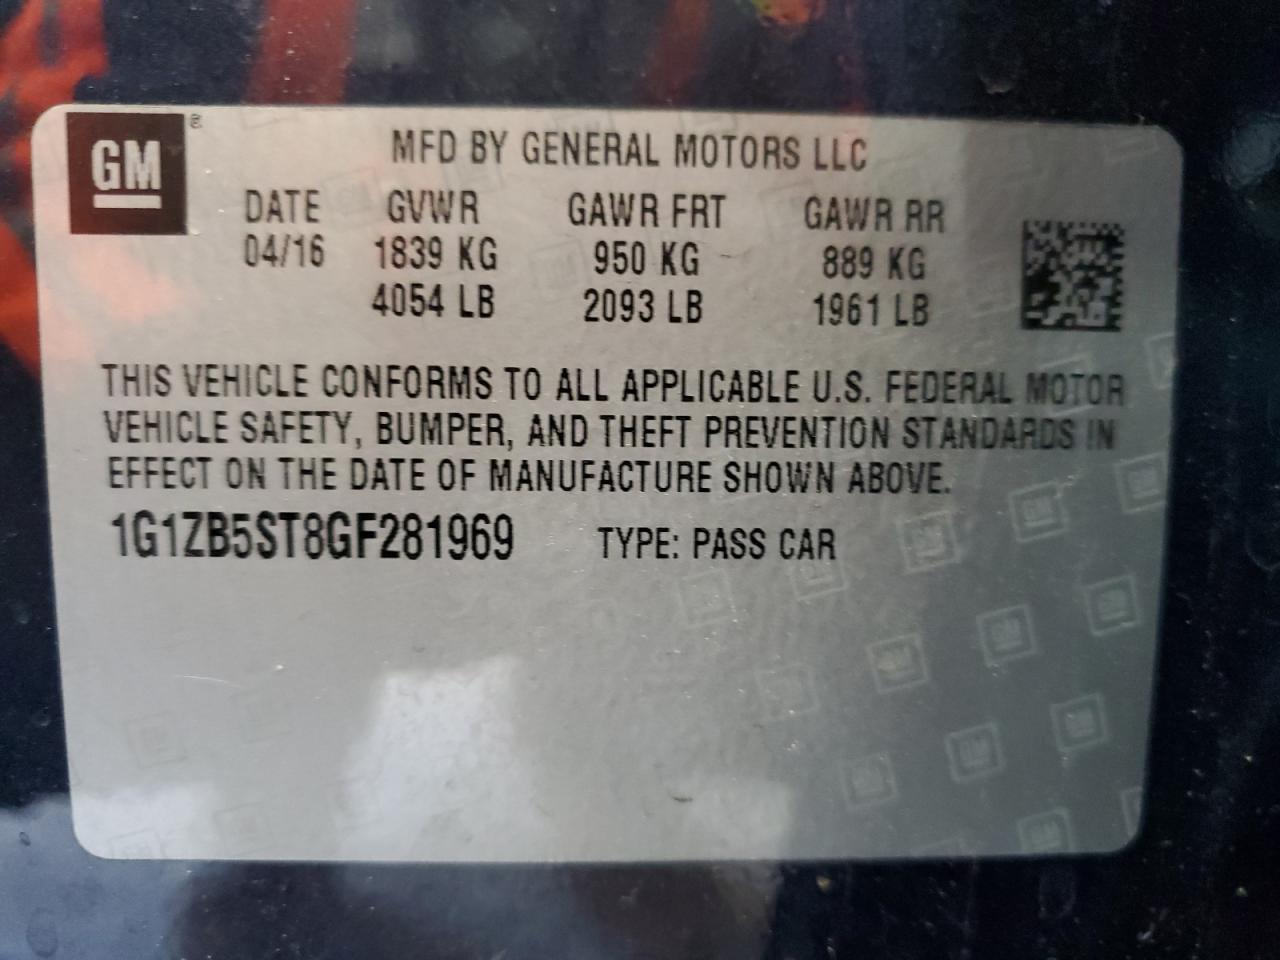 GM ®
MFD BY GENERAL MOTORS LLC
DATE GVWR GAWR FRT GAWR RR
04/16 1839 KG 950 KG 889 KG
4054 LB 2093 LB 1961 LB
THIS VEHICLE CONFORMS TO ALL APPLICABLE U.S. FEDERAL MOTOR
VEHICLE SAFETY, BUMPER, AND THEFT PREVENTION STANDARDS IN
EFFECT ON THE DATE OF MANUFACTURE SHOWN ABOVE.
1G1ZB5ST8GF281969 TYPE: PASS CAR